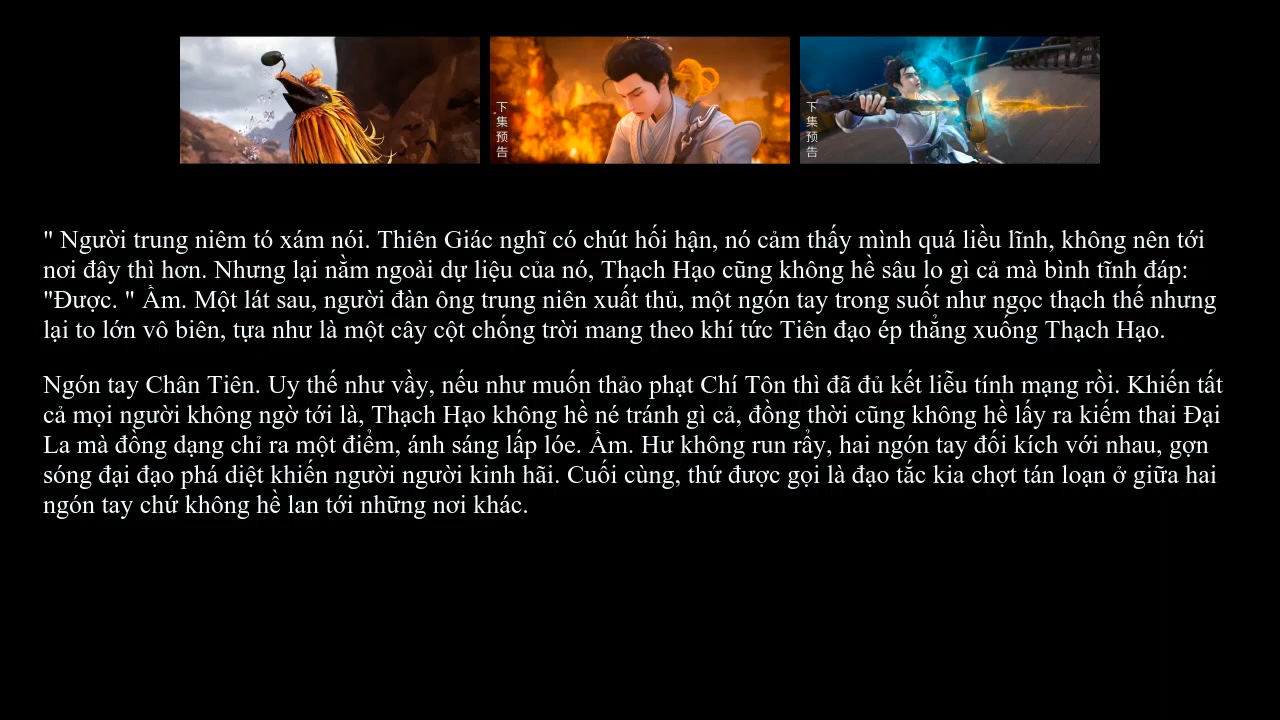 下集预告
下集预告
" Người trung niêm tó xám nói. Thiên Giác nghĩ có chút hối hận, nó cảm thấy mình quá liều lĩnh, không nên tới
nơi đây thì hơn. Nhưng lại nằm ngoài dự liệu của nó, Thạch Hạo cũng không hề sâu lo gì cả mà bình tĩnh đáp:
"Được. " Ầm. Một lát sau, người đàn ông trung niên xuất thủ, một ngón tay trong suốt như ngọc thạch thế nhưng
lại to lớn vô biên, tựa như là một cây cột chống trời mang theo khí tức Tiên đạo ép thẳng xuống Thạch Hạo.
Ngón tay Chân Tiên. Uy thế như vầy, nếu như muốn thảo phạt Chí Tôn thì đã đủ kết liễu tính mạng rồi. Khiến tất
cả mọi người không ngờ tới là, Thạch Hạo không hề né tránh gì cả, đồng thời cũng không hề lấy ra kiếm thai Đại
La mà đồng dạng chỉ ra một điểm, ánh sáng lấp lóe. Ầm. Hư không run rẩy, hai ngón tay đối kích với nhau, gợn
sóng đại đạo phá diệt khiến người người kinh hãi. Cuối cùng, thứ được gọi là đạo tắc kia chợt tán loạn ở giữa hai
ngón tay chứ không hề lan tới những nơi khác.